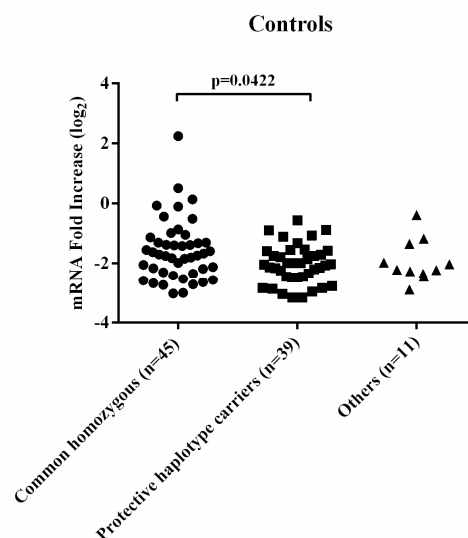 Controls
p=0.0422
mRNA Fold Increase (log2)
4
2
0
-2
-4
Common homozygous (n=45)
Protective haplotype carriers (n=39)
Others (n=11)